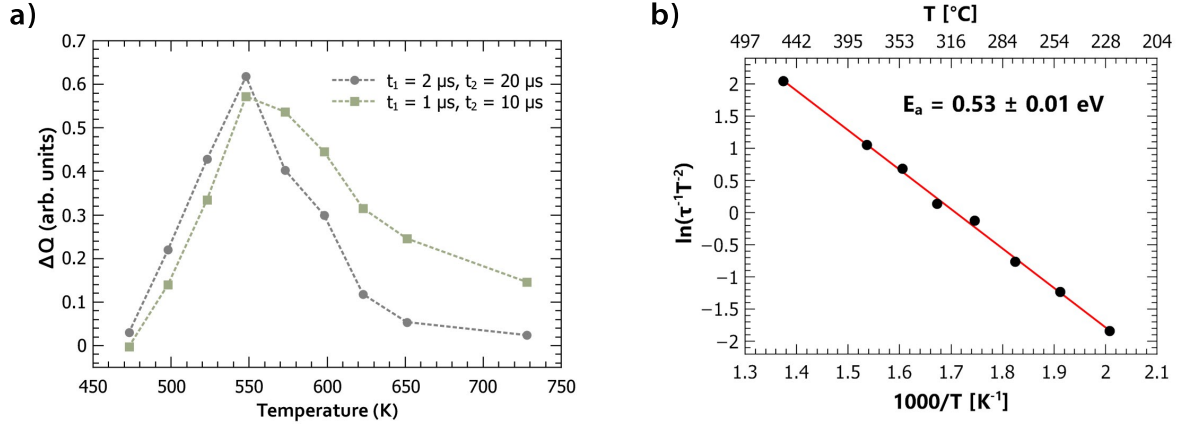 a)
0.7
0.6
0.5
0.4
0.3
0.2
0.1
0
ΔQ (arb. units)
t₁ = 2 µs, t₂ = 20 µs
t₁ = 1 µs, t₂ = 10 µs
450 500 550 600 650 700 750
Temperature (K)
b)
T [°C]
497 442 395 353 316 284 254 228 204
2
1.5
1
0.5
0
−0.5
−1
−1.5
−2
ln(τ⁻¹T⁻²)
Eₐ = 0.53 ± 0.01 eV
1.3 1.4 1.5 1.6 1.7 1.8 1.9 2 2.1
1000/T [K⁻¹]